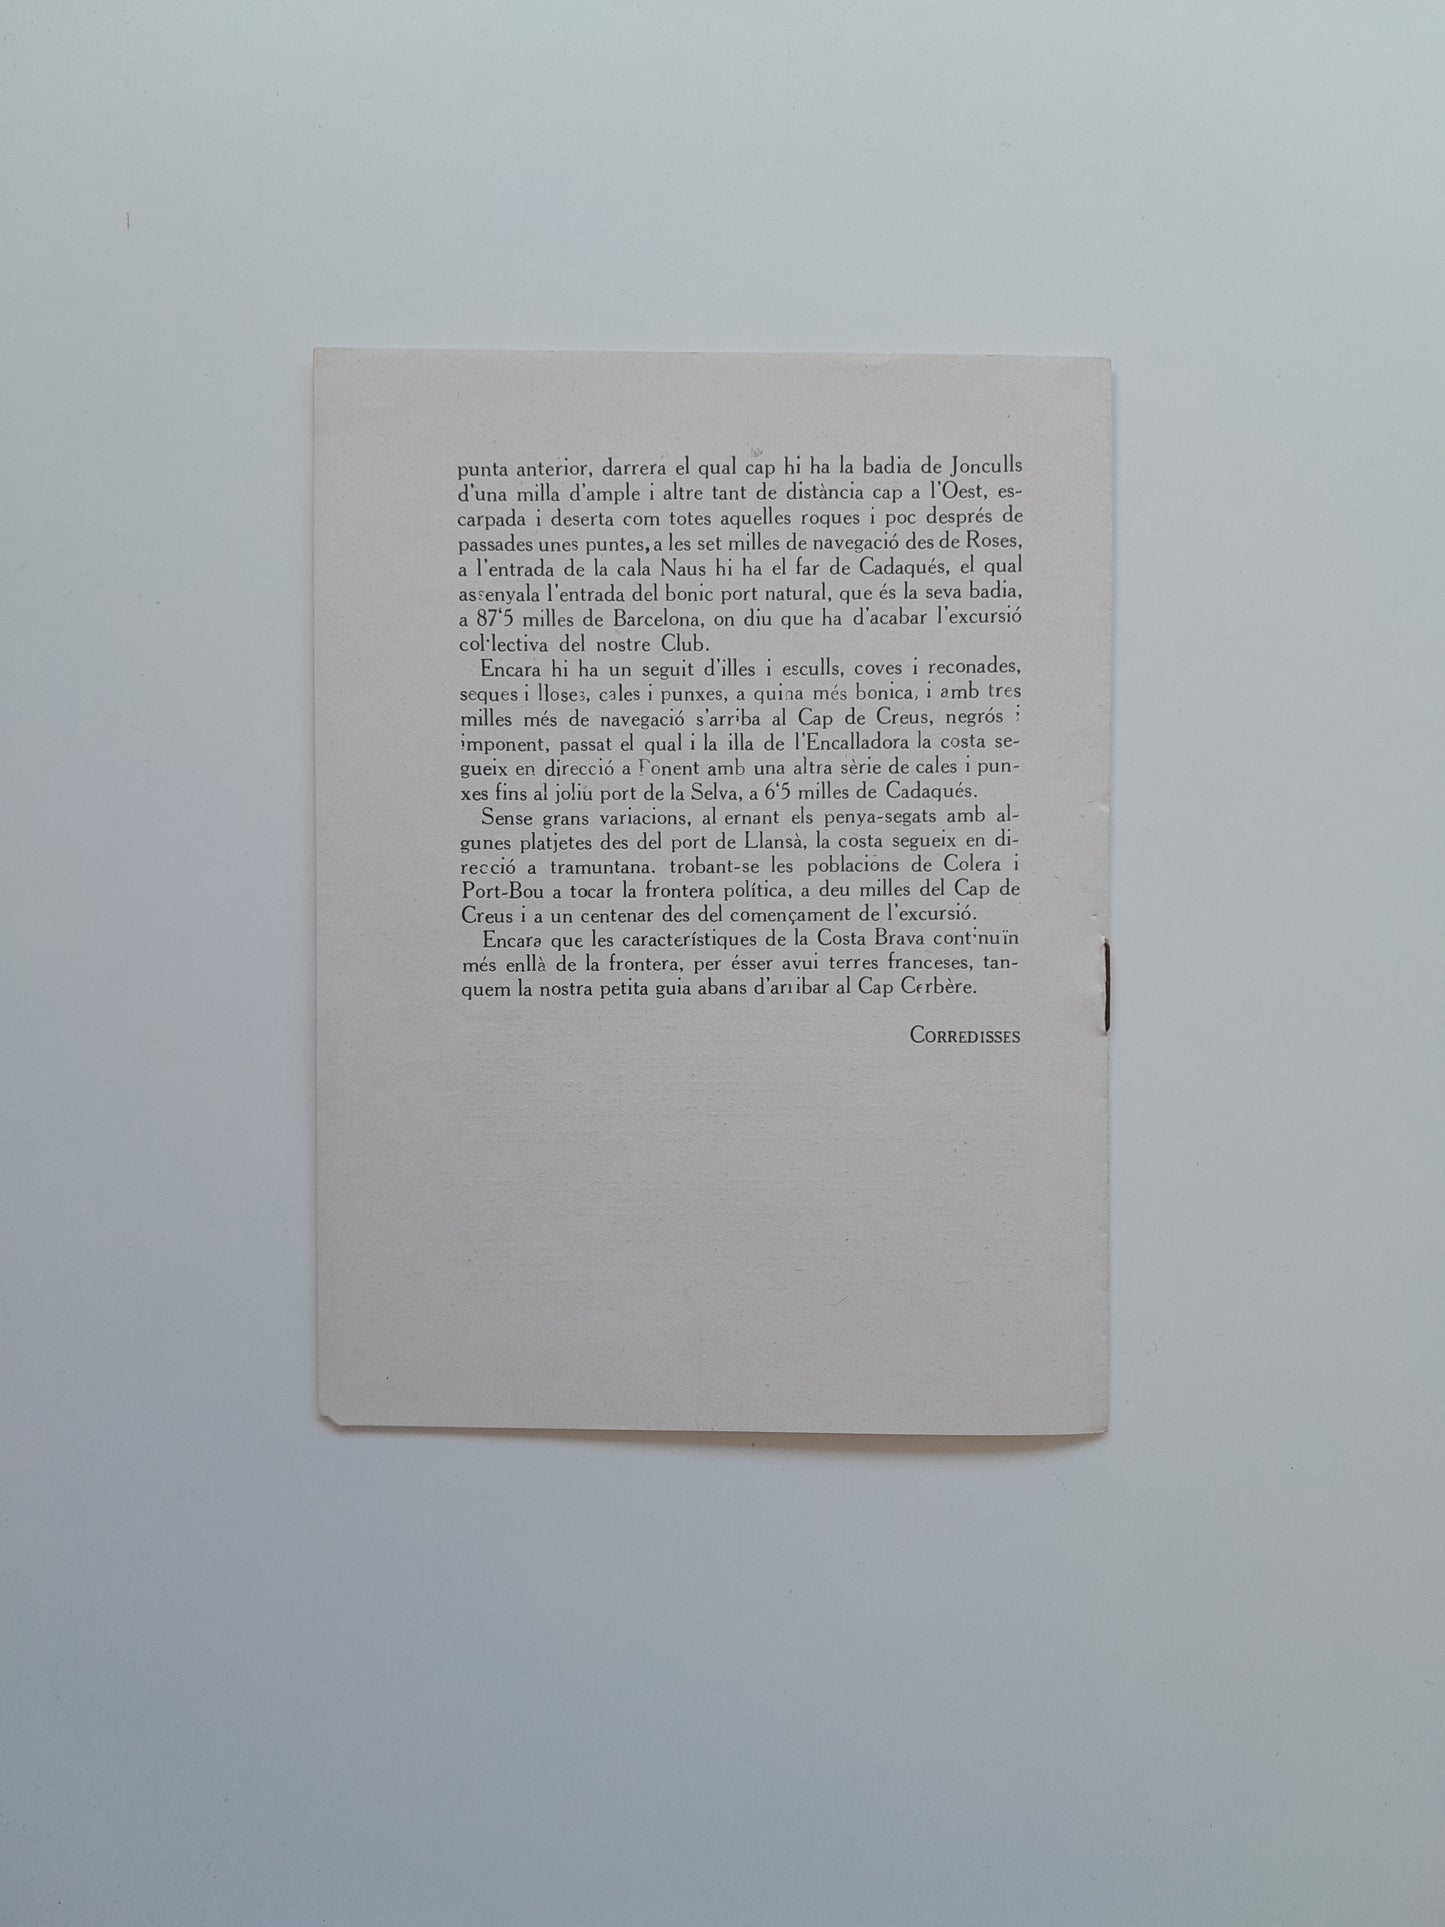 punta anterior, darrera el qual cap hi ha la badia de Jonculls
d'una milla d'ample i altre tant de distància cap a l'Oest, es-
carpada i deserta com totes aquelles roques i poc després de
passades unes puntes, a les set milles de navegació des de Roses,
a l'entrada de la cala Naus hi ha el far de Cadaqués, el qual
assenyala l'entrada del bonic port natural, que és la seva badia,
a 87‘5 milles de Barcelona, on diu que ha d'acabar l'excursió
col·lectiva del nostre Club.
Encara hi ha un seguit d'illes i esculls, coves i reconades,
seques i lloses, cales i punxes, a quina més bonica, i amb tres
milles més de navegació s'arriba al Cap de Creus, negrós i
imponent, passat el qual i la illa de l'Encalladora la costa se-
gueix en direcció a Ponent amb una altra sèrie de cales i pun-
xes fins al joliu port de la Selva, a 6‘5 milles de Cadaqués.
Sense grans variacions, al ernant els penya-segats amb al-
gunes platjetes des del port de Llansà, la costa segueix en di-
recció a tramuntana. trobant-se les poblacions de Colera i
Port-Bou a tocar la frontera política, a deu milles del Cap de
Creus i a un centenar des del començament de l'excursió.
Encara que les característiques de la Costa Brava continuïn
més enllà de la frontera, per ésser avui terres franceses, tan-
quem la nostra petita guia abans d'arribar al Cap Cerbère.
CORREDISSES